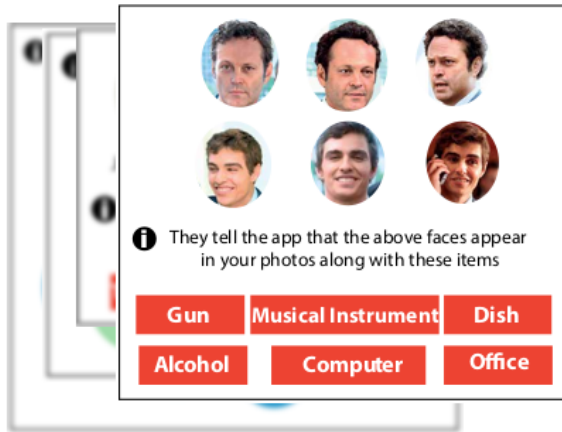 They tell the app that the above faces appear
in your photos along with these items
Gun Musical Instrument Dish
Alcohol Computer Office